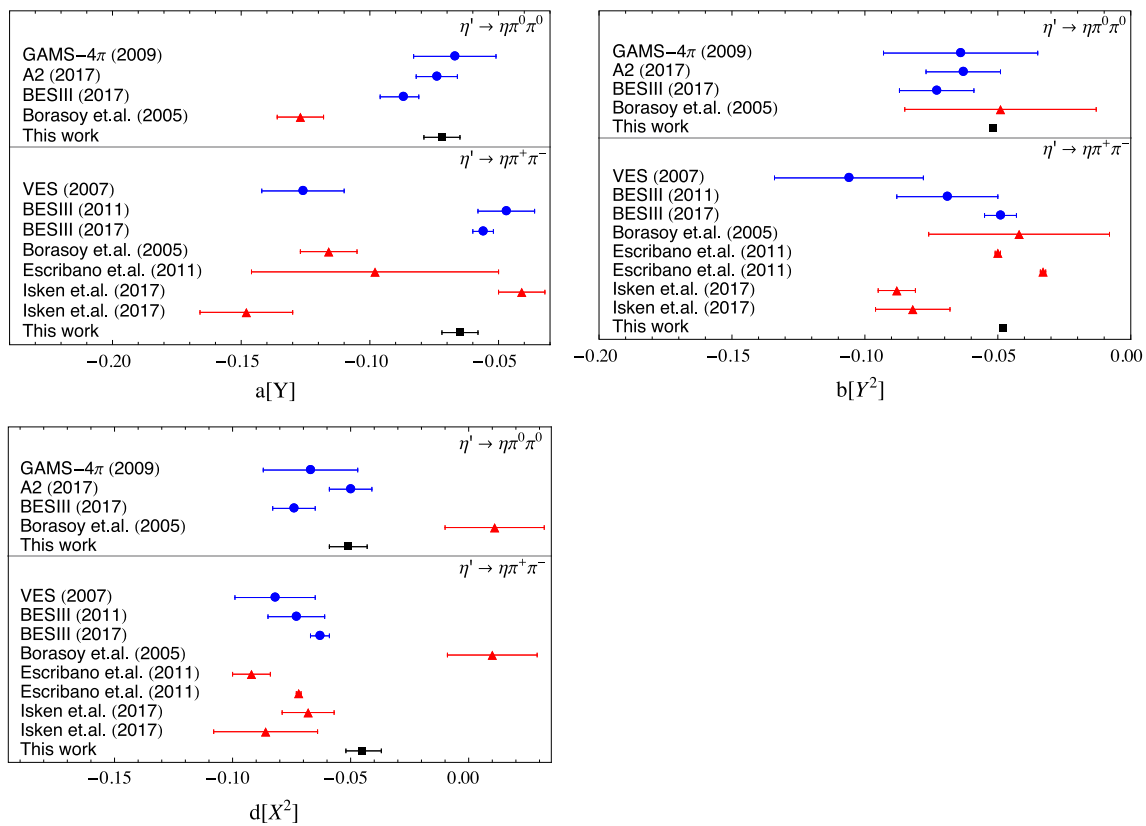 η' → ηπ⁰π⁰
GAMS−4π (2009)
A2 (2017)
BESIII (2017)
Borasoy et.al. (2005)
This work
η' → ηπ⁺π⁻
VES (2007)
BESIII (2011)
BESIII (2017)
Borasoy et.al. (2005)
Escribano et.al. (2011)
Isken et.al. (2017)
Isken et.al. (2017)
This work
−0.20 −0.15 −0.10 −0.05
a[Y]
η' → ηπ⁰π⁰
GAMS−4π (2009)
A2 (2017)
BESIII (2017)
Borasoy et.al. (2005)
This work
η' → ηπ⁺π⁻
VES (2007)
BESIII (2011)
BESIII (2017)
Borasoy et.al. (2005)
Escribano et.al. (2011)
Escribano et.al. (2011)
Isken et.al. (2017)
Isken et.al. (2017)
This work
−0.20 −0.15 −0.10 −0.05 0.00
b[Y²]
η' → ηπ⁰π⁰
GAMS−4π (2009)
A2 (2017)
BESIII (2017)
Borasoy et.al. (2005)
This work
η' → ηπ⁺π⁻
VES (2007)
BESIII (2011)
BESIII (2017)
Borasoy et.al. (2005)
Escribano et.al. (2011)
Escribano et.al. (2011)
Isken et.al. (2017)
Isken et.al. (2017)
This work
−0.15 −0.10 −0.05 0.00
d[X²]